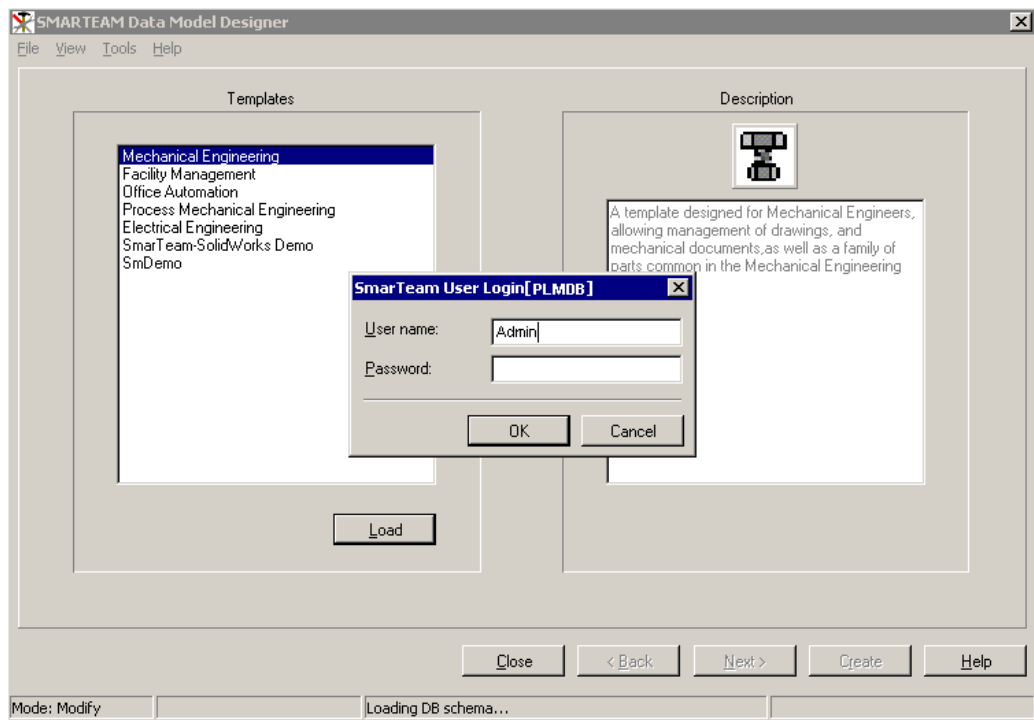 SMARTEAM Data Model Designer
File View Tools Help
Templates
Mechanical Engineering
Facility Management
Office Automation
Process Mechanical Engineering
Electrical Engineering
SmarTeam-SolidWorks Demo
SmDemo
Load
Description
A template designed for Mechanical Engineers,
allowing management of drawings, and
mechanical documents,as well as a family of
parts common in the Mechanical Engineering
SmarTeam User Login[PLMDB]
User name: Admin
Password:
OK Cancel
Close < Back Next > Create Help
Mode: Modify Loading DB schema...